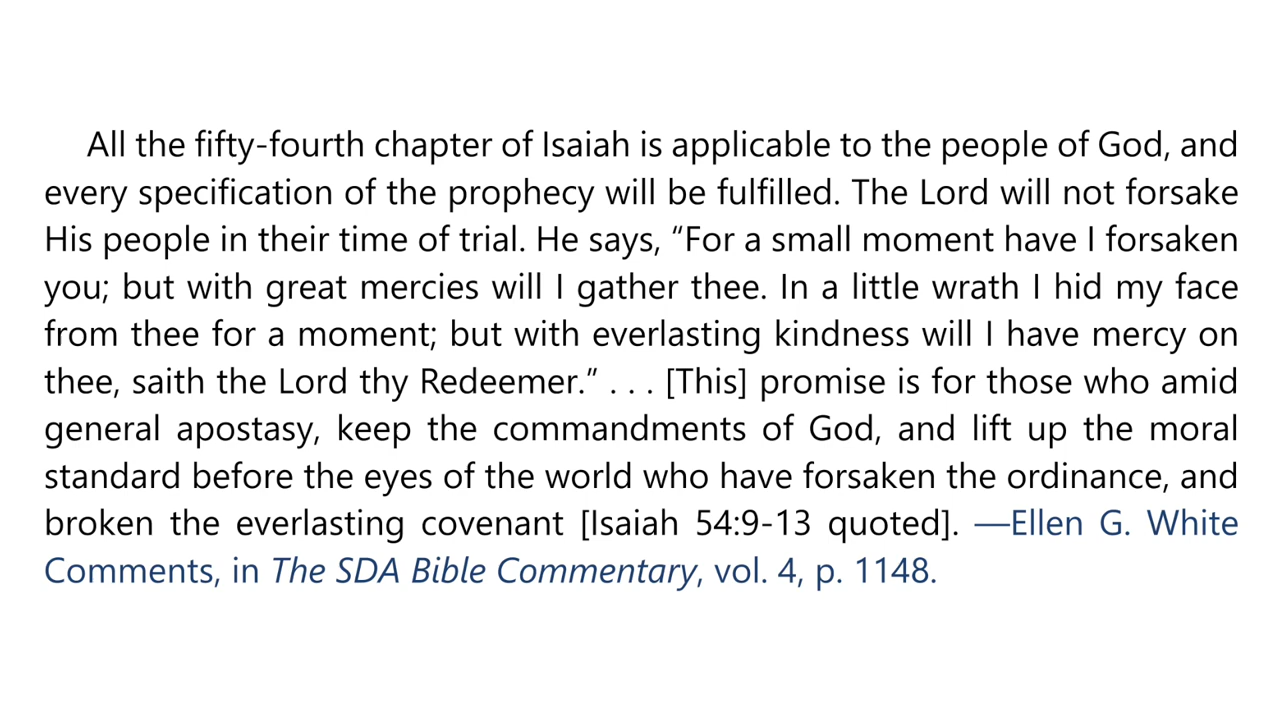 All the fifty-fourth chapter of Isaiah is applicable to the people of God, and
every specification of the prophecy will be fulfilled. The Lord will not forsake
His people in their time of trial. He says, “For a small moment have I forsaken
you; but with great mercies will I gather thee. In a little wrath I hid my face
from thee for a moment; but with everlasting kindness will I have mercy on
thee, saith the Lord thy Redeemer.” . . . [This] promise is for those who amid
general apostasy, keep the commandments of God, and lift up the moral
standard before the eyes of the world who have forsaken the ordinance, and
broken the everlasting covenant [Isaiah 54:9-13 quoted]. —Ellen G. White
Comments, in The SDA Bible Commentary, vol. 4, p. 1148.